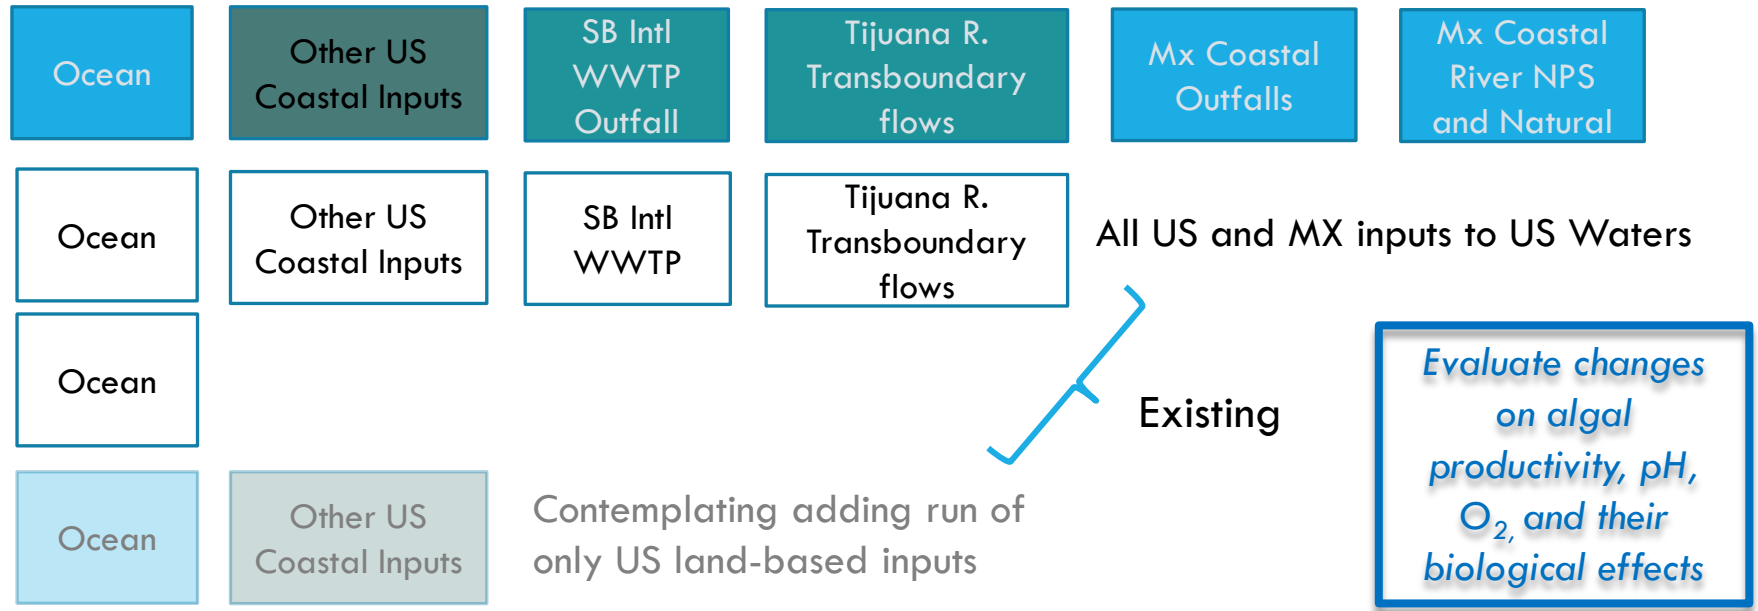 Ocean
Other US
Coastal Inputs
SB Intl
WWTP
Outfall
Tijuana R.
Transboundary
flows
Mx Coastal
Outfalls
Mx Coastal
River NPS
and Natural
Ocean
Other US
Coastal Inputs
SB Intl
WWTP
Tijuana R.
Transboundary
flows
All US and MX inputs to US Waters
Ocean
Existing
Evaluate changes
on algal
productivity, pH,
O2, and their
biological effects
Ocean
Other US
Coastal Inputs
Contemplating adding run of
only US land-based inputs